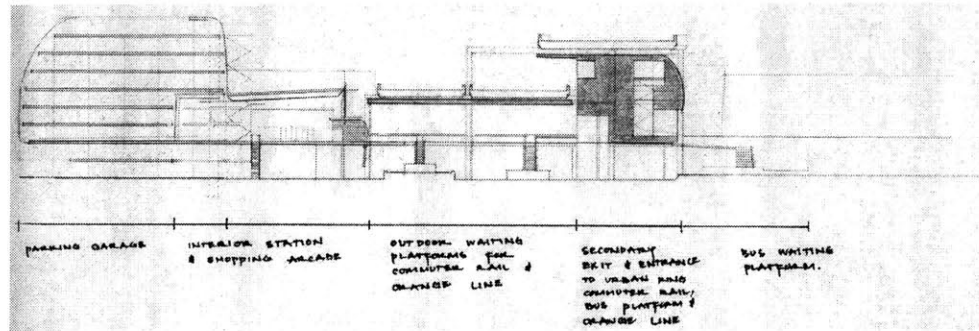 PARKING GARAGE
INTERIOR STATION
& SHOPPING ARCADE
OUTDOOR WAITING
PLATFORMS FOR
COMMUTER RAIL &
ORANGE LINE
SECONDARY
EXIT & ENTRANCE
TO URBAN RING
COMMUTER RAIL,
BUS PLATFORM &
ORANGE LINE
BUS WAITING
PLATFORM.